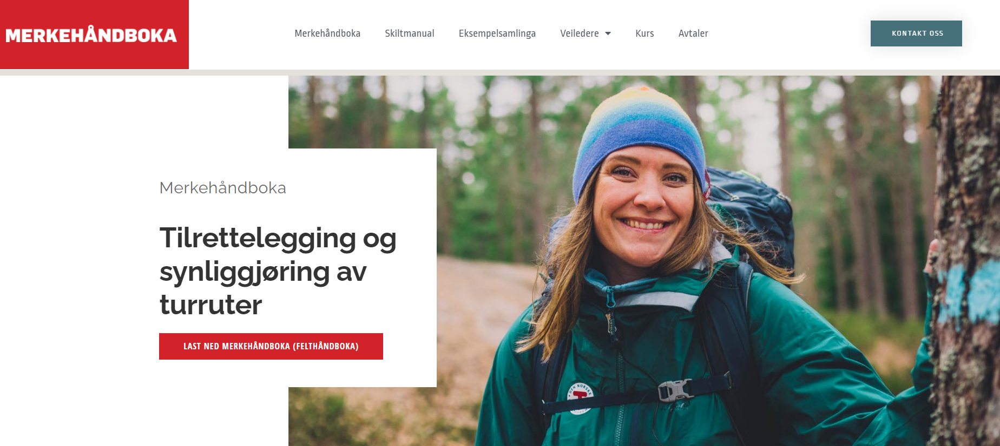 MERKEHÅNDBOKA
Merkehåndboka
Skiltmanual
Eksempelsamlinga
Veiledere
Kurs
Avtaler
KONTAKT OSS
Merkehåndboka
Tilrettelegging og
synliggjøring av
turruter
LAST NED MERKEHÅNDBOKA (FELTHÅNDBOKA)
DEN NORSKE